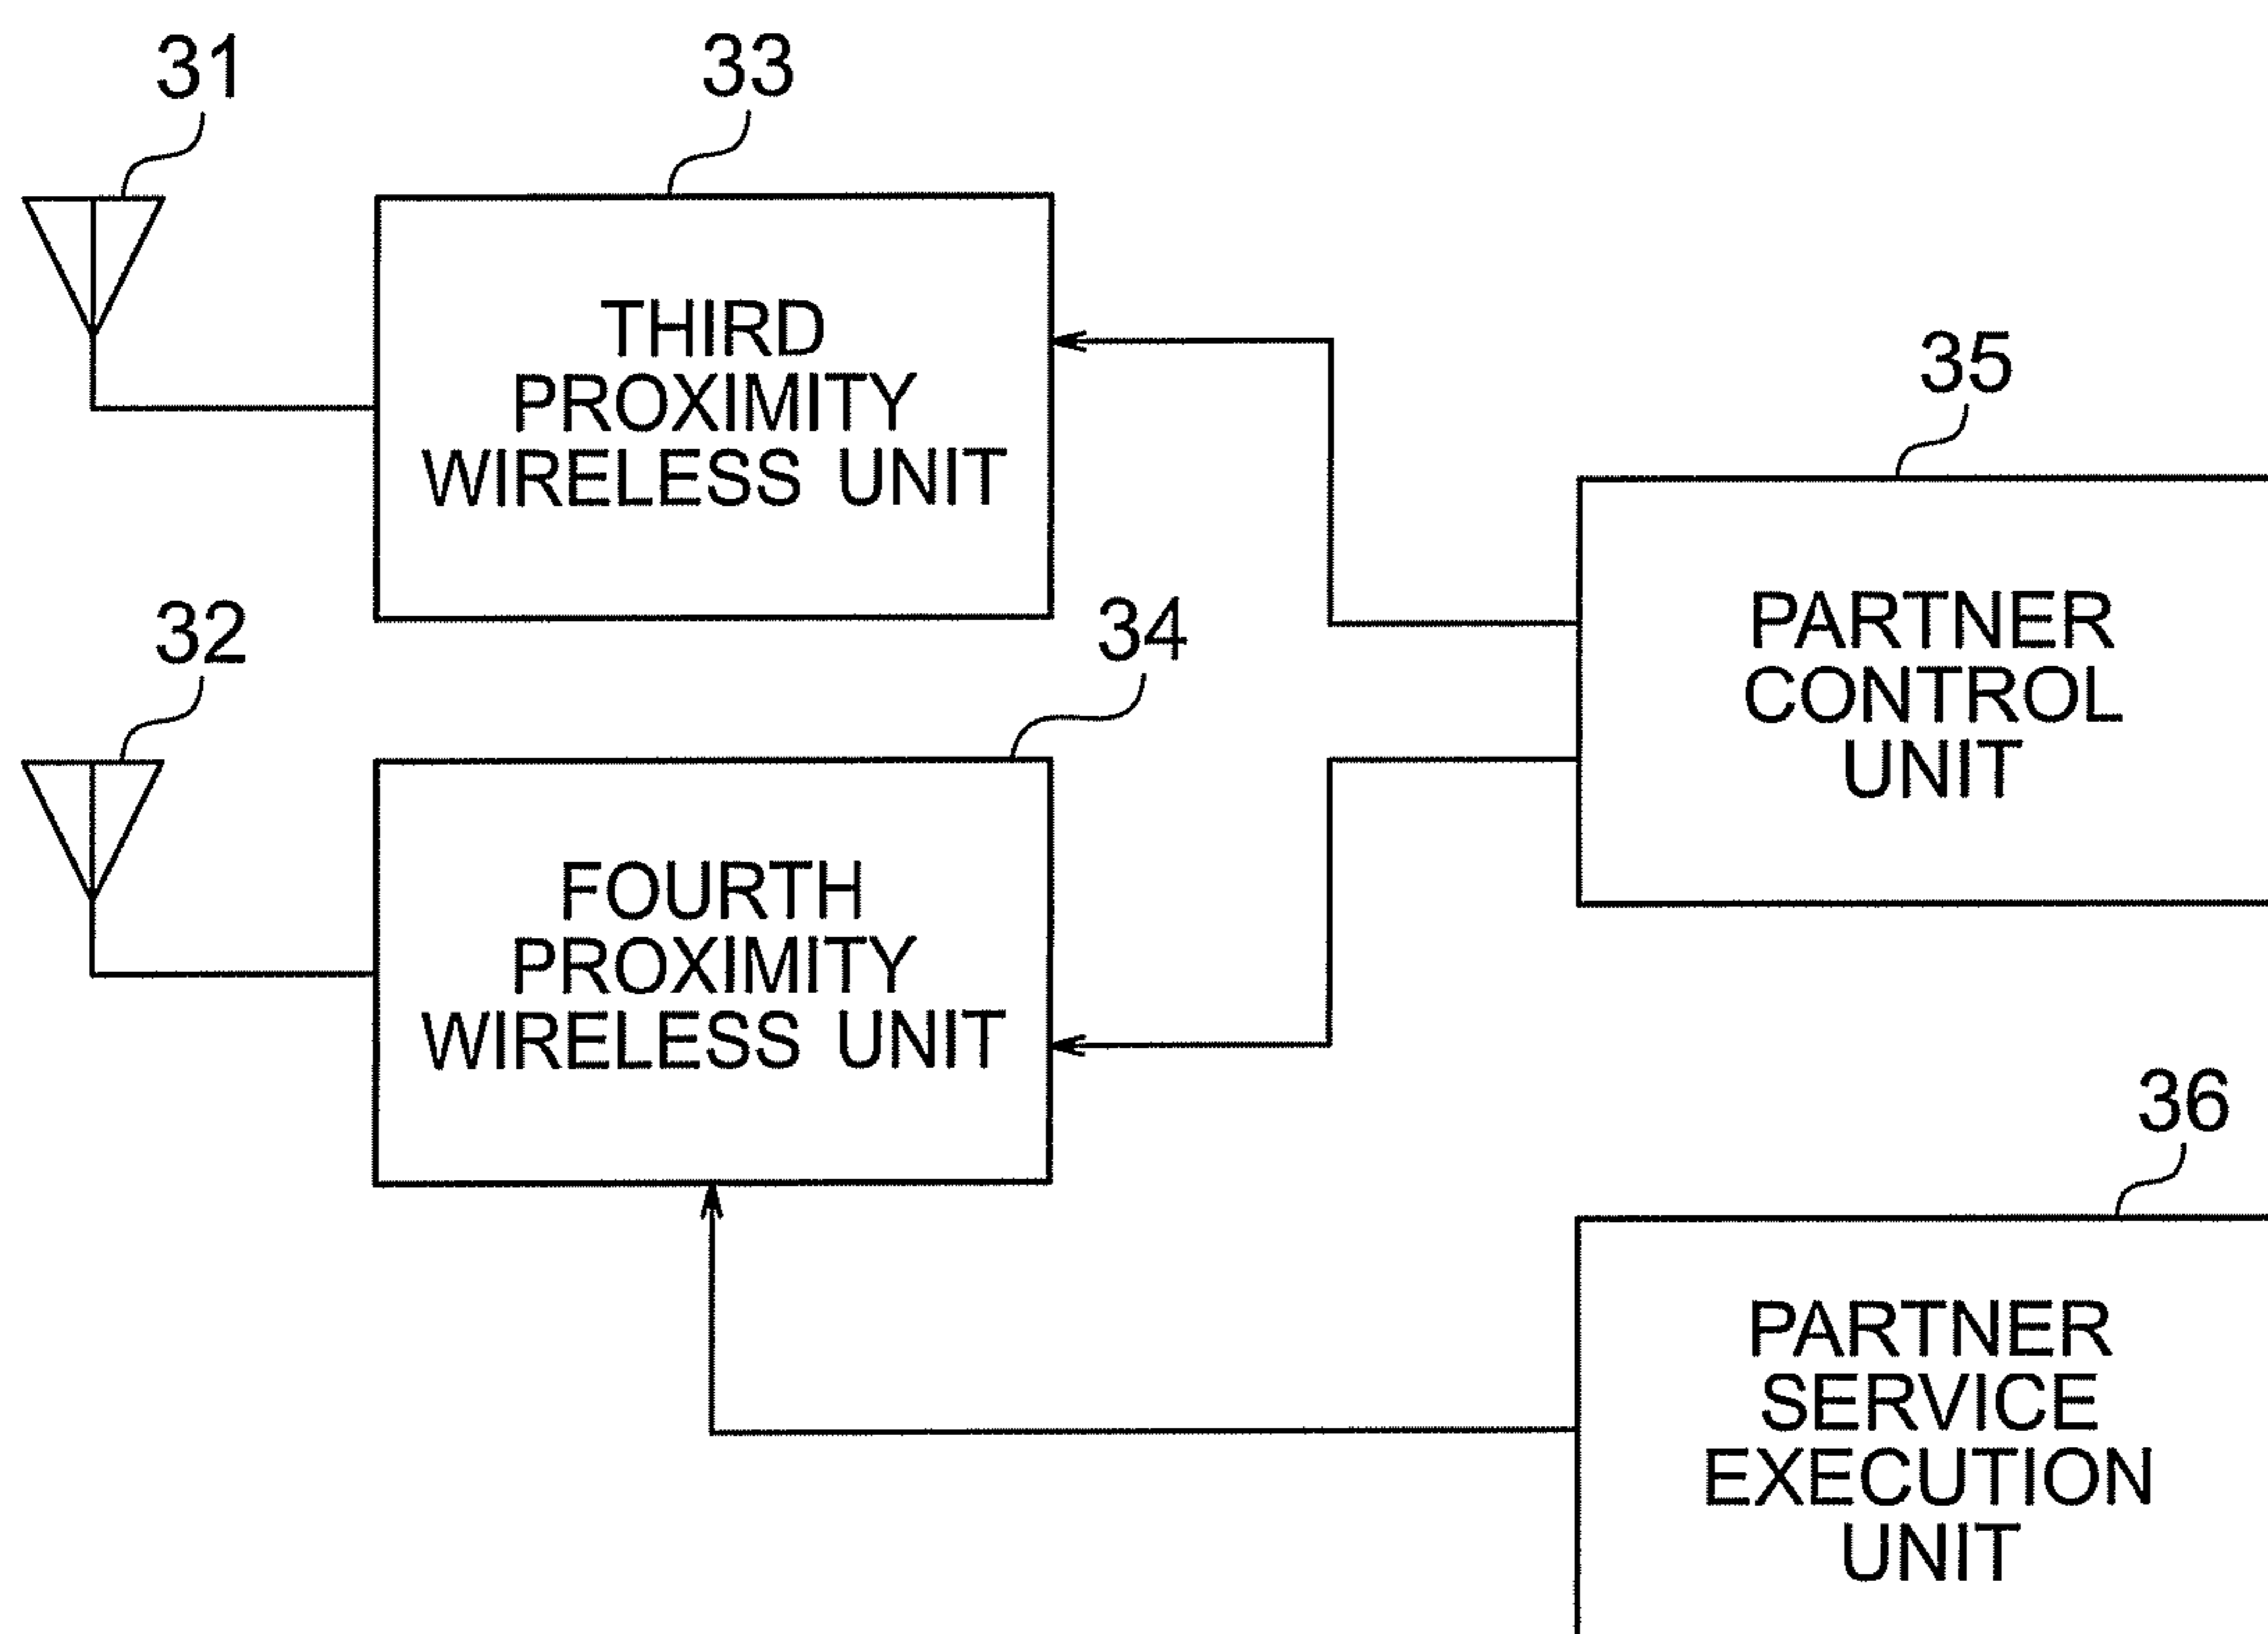 31
33
THIRD
PROXIMITY
WIRELESS UNIT
35
PARTNER
CONTROL
UNIT
32
34
FOURTH
PROXIMITY
WIRELESS UNIT
36
PARTNER
SERVICE
EXECUTION
UNIT